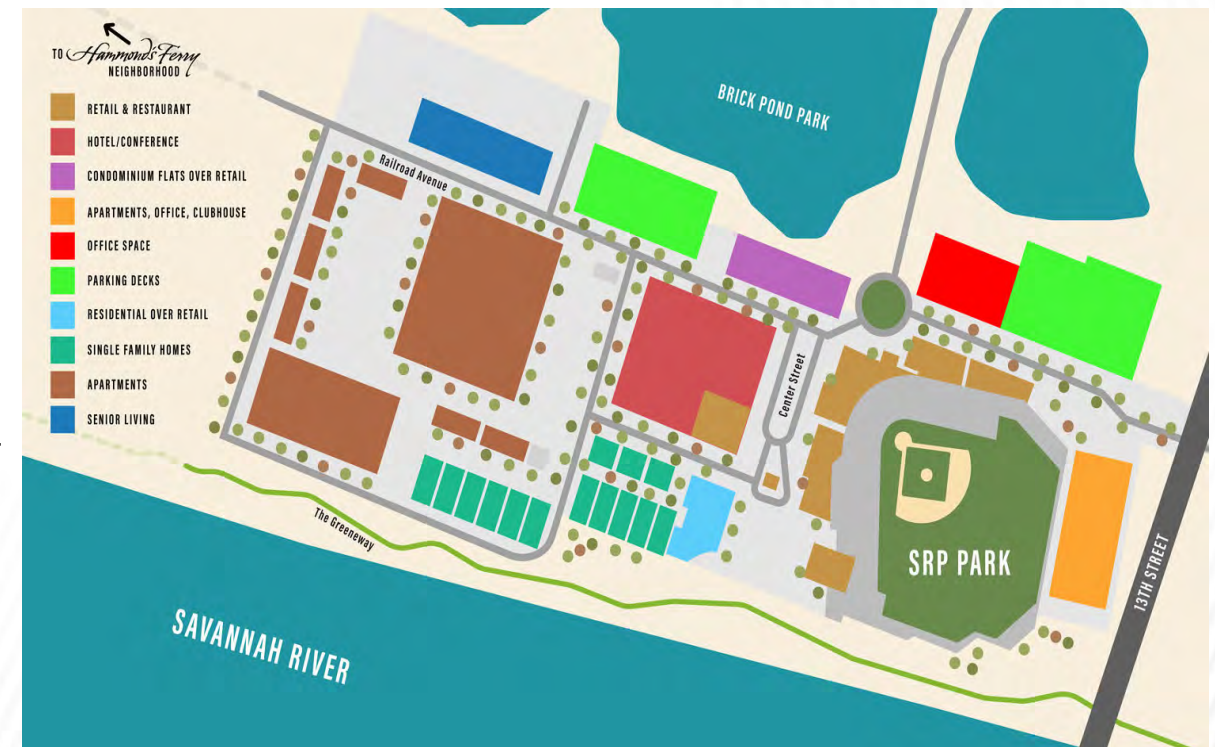 TO Hammond's Ferry
NEIGHBORHOOD
RETAIL & RESTAURANT
HOTEL/CONFERENCE
CONDOMINIUM FLATS OVER RETAIL
APARTMENTS, OFFICE, CLUBHOUSE
OFFICE SPACE
PARKING DECKS
RESIDENTIAL OVER RETAIL
SINGLE FAMILY HOMES
APARTMENTS
SENIOR LIVING
BRICK POND PARK
Railroad Avenue
Center Street
SRP PARK
13TH STREET
The Greeneway
SAVANNAH RIVER